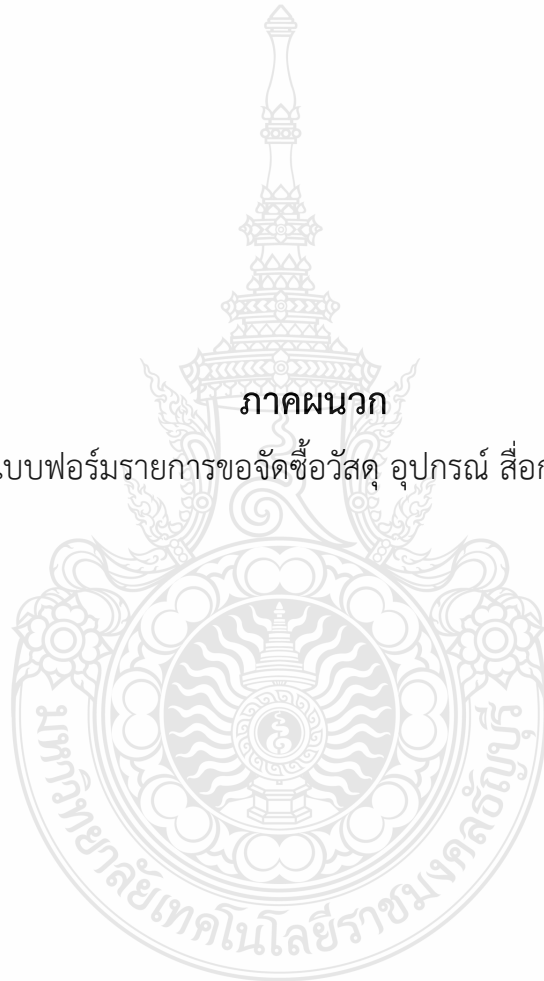 ภาคผนวก
บบฟอร์มรายการขอจัดซื้อวัสดุ อุปกรณ์
มหาวิทยาลัยเทคโนโลยีราชมงคลธัญบุรี